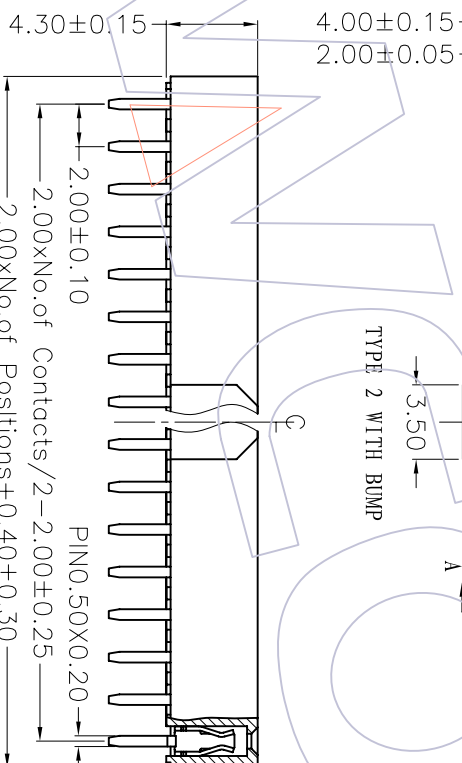 4.30±0.15
4.00±0.15
2.00±0.05
2.00±0.10
2.00xNo.of Contacts/2-2.00±0.25
2.00xNo.of Positions+0.40±0.30
PIN0.50X0.20
TYPE 2 WITH BUMP
3.50
A